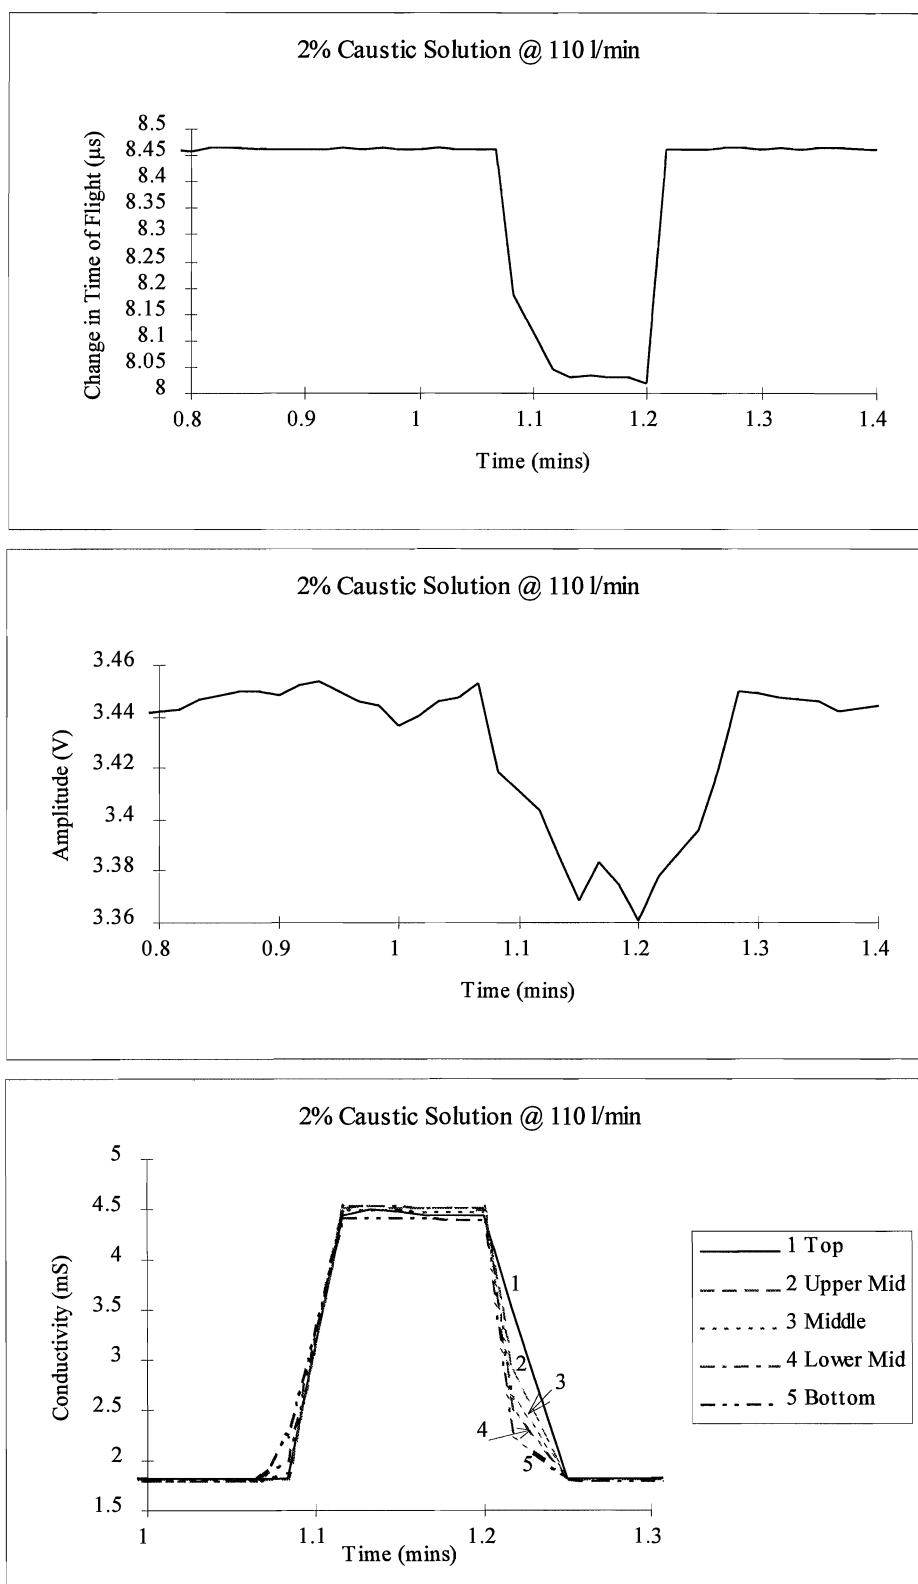 2% Caustic Solution @ 110 l/min
Change in Time of Flight (µs)
8.5
8.45
8.4
8.35
8.3
8.25
8.2
8.15
8.1
8.05
8
0.8 0.9 1 1.1 1.2 1.3 1.4
Time (mins)
2% Caustic Solution @ 110 l/min
Amplitude (V)
3.46
3.44
3.42
3.4
3.38
3.36
0.8 0.9 1 1.1 1.2 1.3 1.4
Time (mins)
2% Caustic Solution @ 110 l/min
Conductivity (mS)
5
4.5
4
3.5
3
2.5
2
1.5
1 1.1 1.2 1.3
Time (mins)
1
2
3
4
5
1 Top
2 Upper Mid
3 Middle
4 Lower Mid
5 Bottom